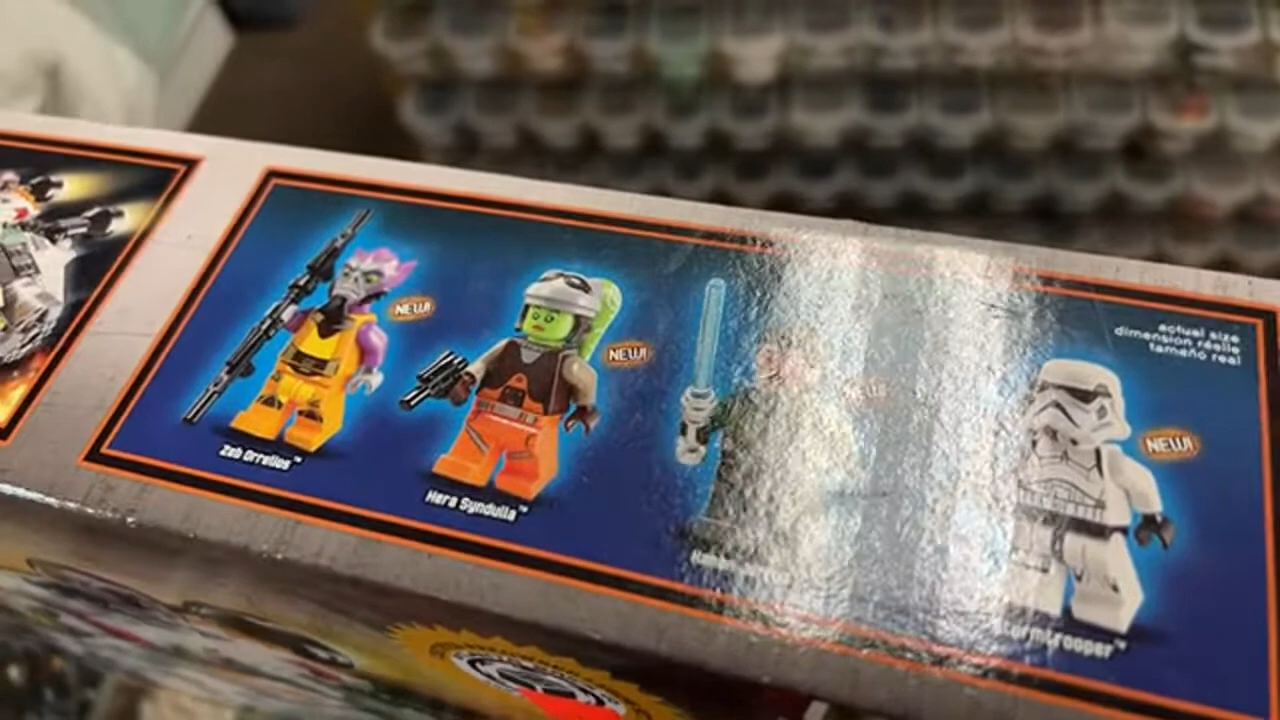 NEW!
Zeb Orrelios™
NEW!
Hera Syndulla™
actual size
dimension réelle
tamaño real
NEW!